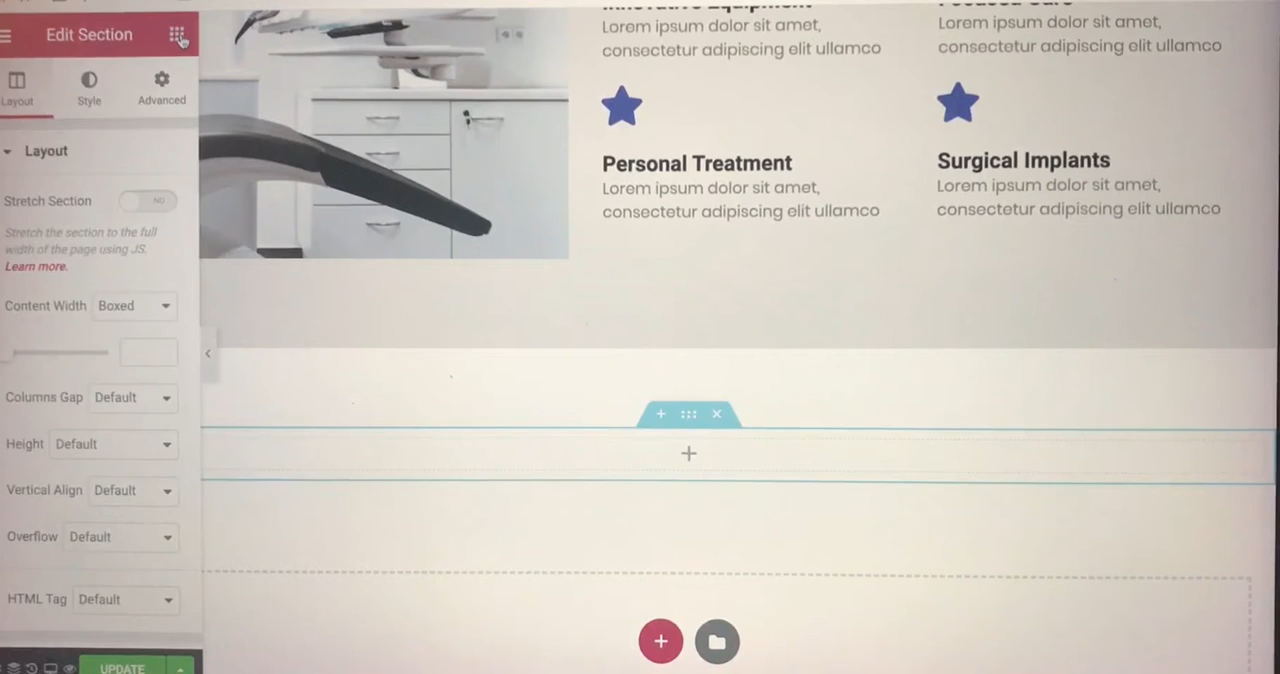 Edit Section
Layout
Style
Advanced
Layout
Stretch Section
NO
Stretch the section to the full
width of the page using JS.
Learn more.
Content Width
Boxed
Columns Gap
Default
Height
Default
Vertical Align
Default
Overflow
Default
HTML Tag
Default
UPDATE
Lorem ipsum dolor sit amet,
consectetur adipiscing elit ullamco
Lorem ipsum dolor sit amet,
consectetur adipiscing elit ullamco
Personal Treatment
Lorem ipsum dolor sit amet,
consectetur adipiscing elit ullamco
Surgical Implants
Lorem ipsum dolor sit amet,
consectetur adipiscing elit ullamco